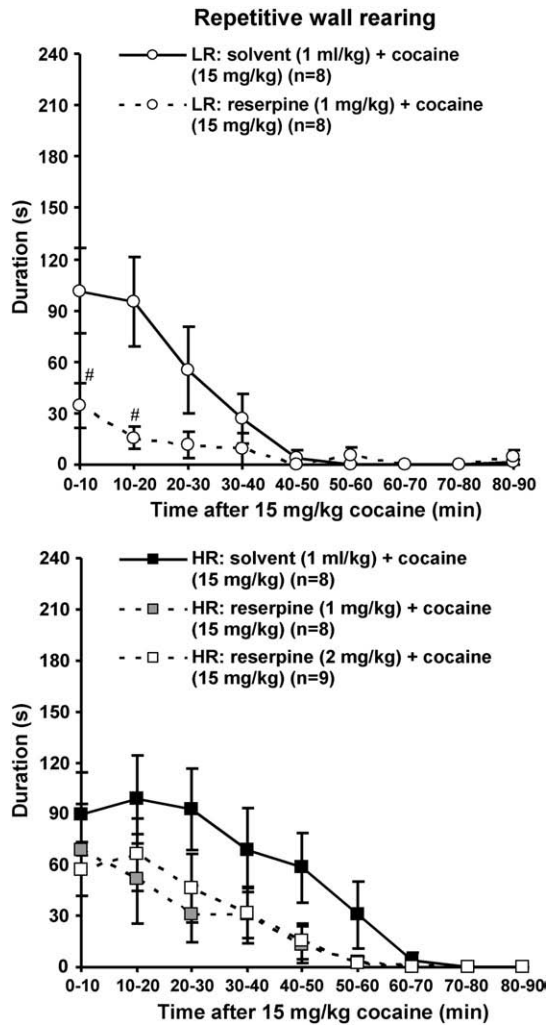 Repetitive wall rearing
LR: solvent (1 ml/kg) + cocaine
(15 mg/kg) (n=8)
LR: reserpine (1 mg/kg) + cocaine
(15 mg/kg) (n=8)
Duration (s)
240
210
180
150
120
90
60
30
0
#
#
0-10 10-20 20-30 30-40 40-50 50-60 60-70 70-80 80-90
Time after 15 mg/kg cocaine (min)
HR: solvent (1 ml/kg) + cocaine
(15 mg/kg) (n=8)
HR: reserpine (1 mg/kg) + cocaine
(15 mg/kg) (n=8)
HR: reserpine (2 mg/kg) + cocaine
(15 mg/kg) (n=9)
Duration (s)
240
210
180
150
120
90
60
30
0
0-10 10-20 20-30 30-40 40-50 50-60 60-70 70-80 80-90
Time after 15 mg/kg cocaine (min)